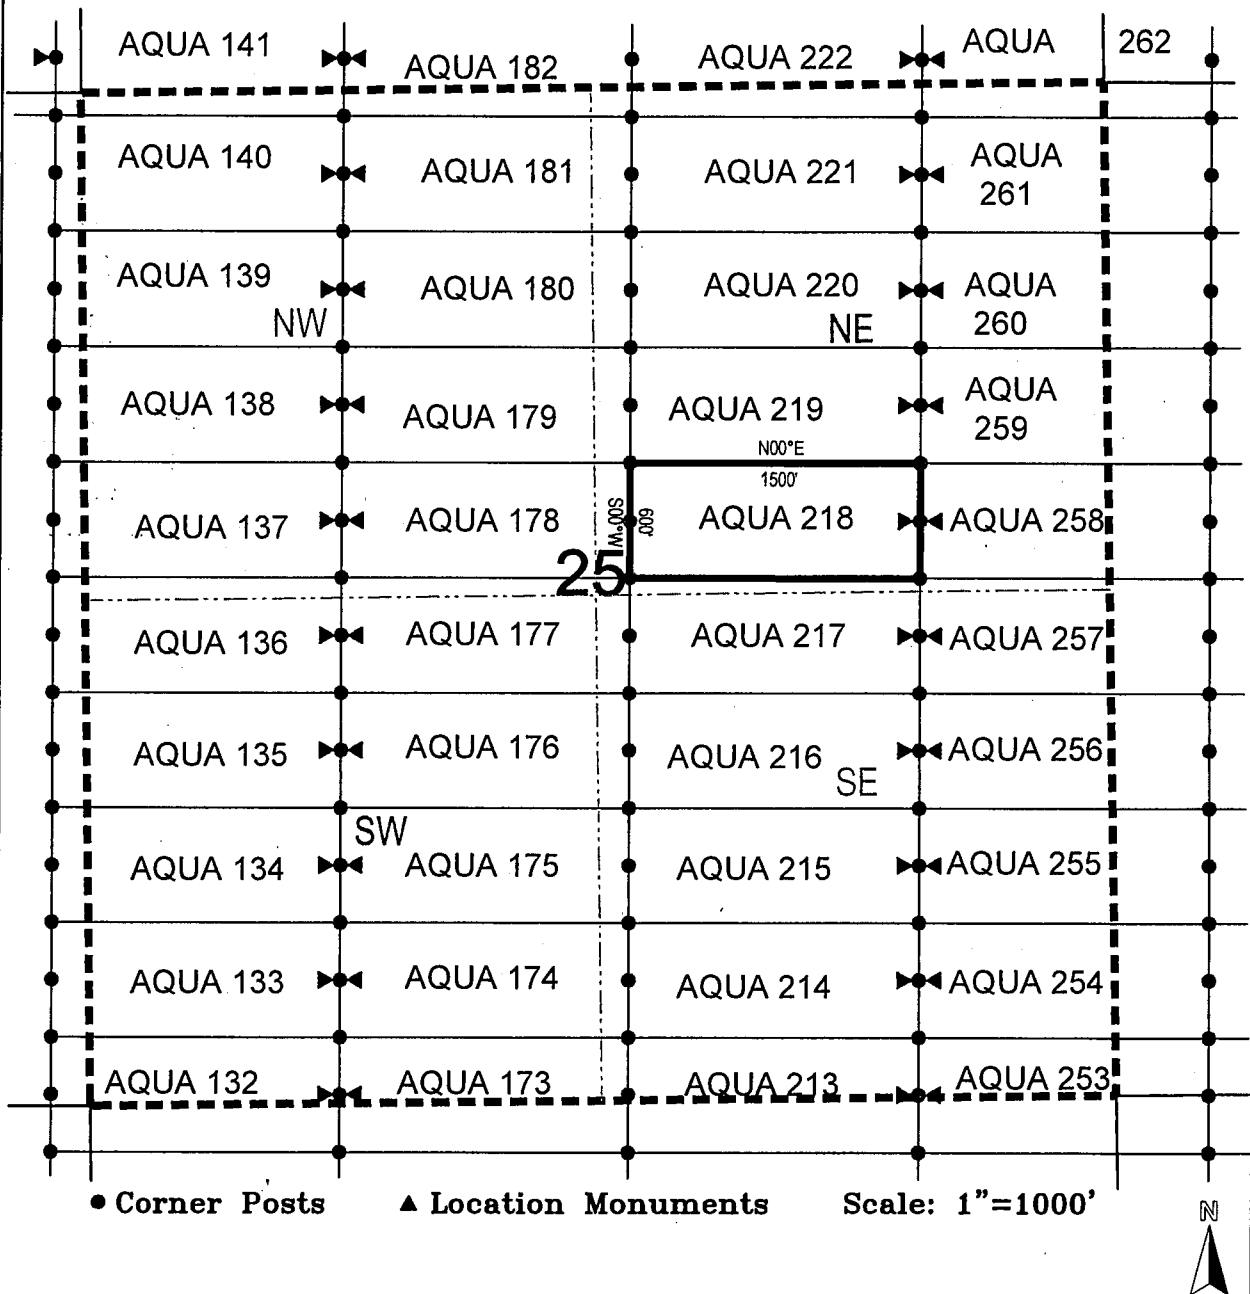 AQUA 141
AQUA 182
AQUA 222
AQUA 262
AQUA 140
AQUA 181
AQUA 221
AQUA
261
AQUA 139
AQUA 180
AQUA 220
AQUA
260
NW
NE
AQUA 138
AQUA 179
AQUA 219
AQUA
259
N00°E
1500'
AQUA 137
AQUA 178
S00°W
600'
AQUA 218
AQUA 258
25
AQUA 136
AQUA 177
AQUA 217
AQUA 257
AQUA 135
AQUA 176
AQUA 216
AQUA 256
SE
SW
AQUA 134
AQUA 175
AQUA 215
AQUA 255
AQUA 133
AQUA 174
AQUA 214
AQUA 254
AQUA 132
AQUA 173
AQUA 213
AQUA 253
Corner Posts
Location Monuments
Scale: 1"=1000'
N